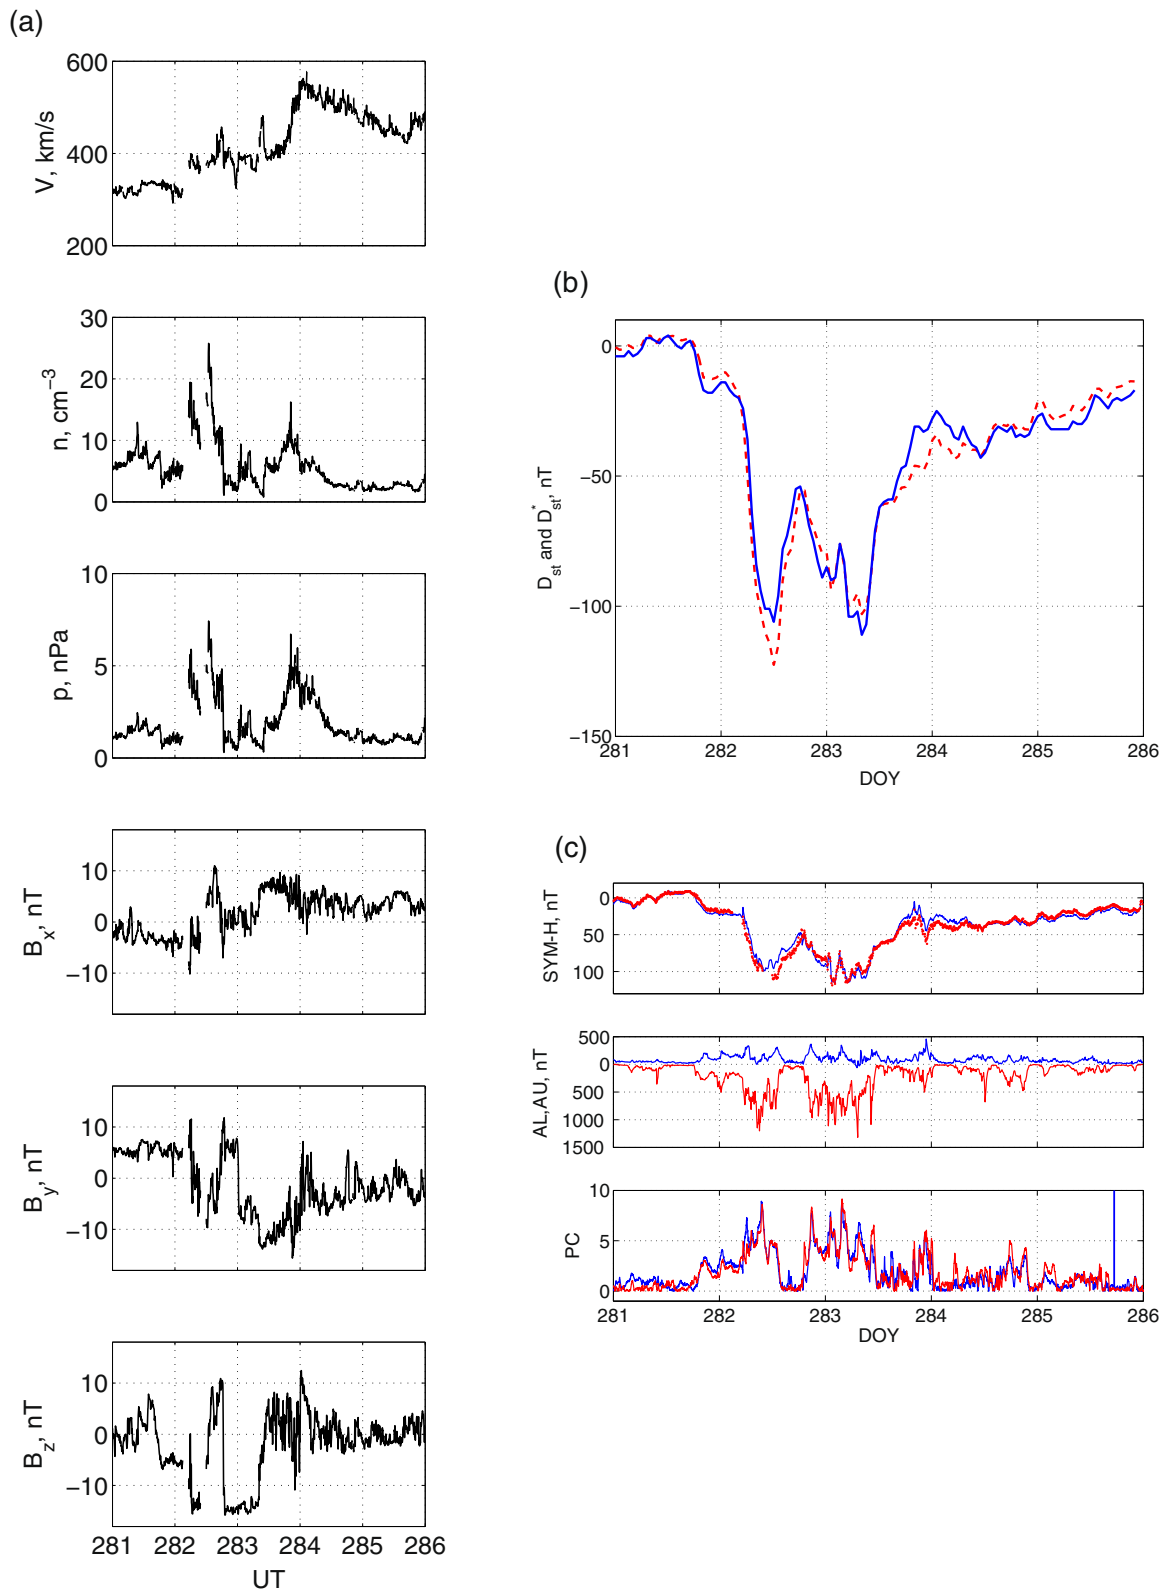 (a)
600
400
200
V, km/s
30
20
10
0
n, cm−3
10
5
0
p, nPa
10
0
−10
Bx, nT
10
0
−10
By, nT
10
0
−10
Bz, nT
281 282 283 284 285 286
UT
(b)
0
−50
−100
−150
Dst and D*st, nT
281 282 283 284 285 286
DOY
(c)
0
50
100
SYM-H, nT
500
0
500
1000
1500
AL,AU, nT
10
5
0
PC
281 282 283 284 285 286
DOY